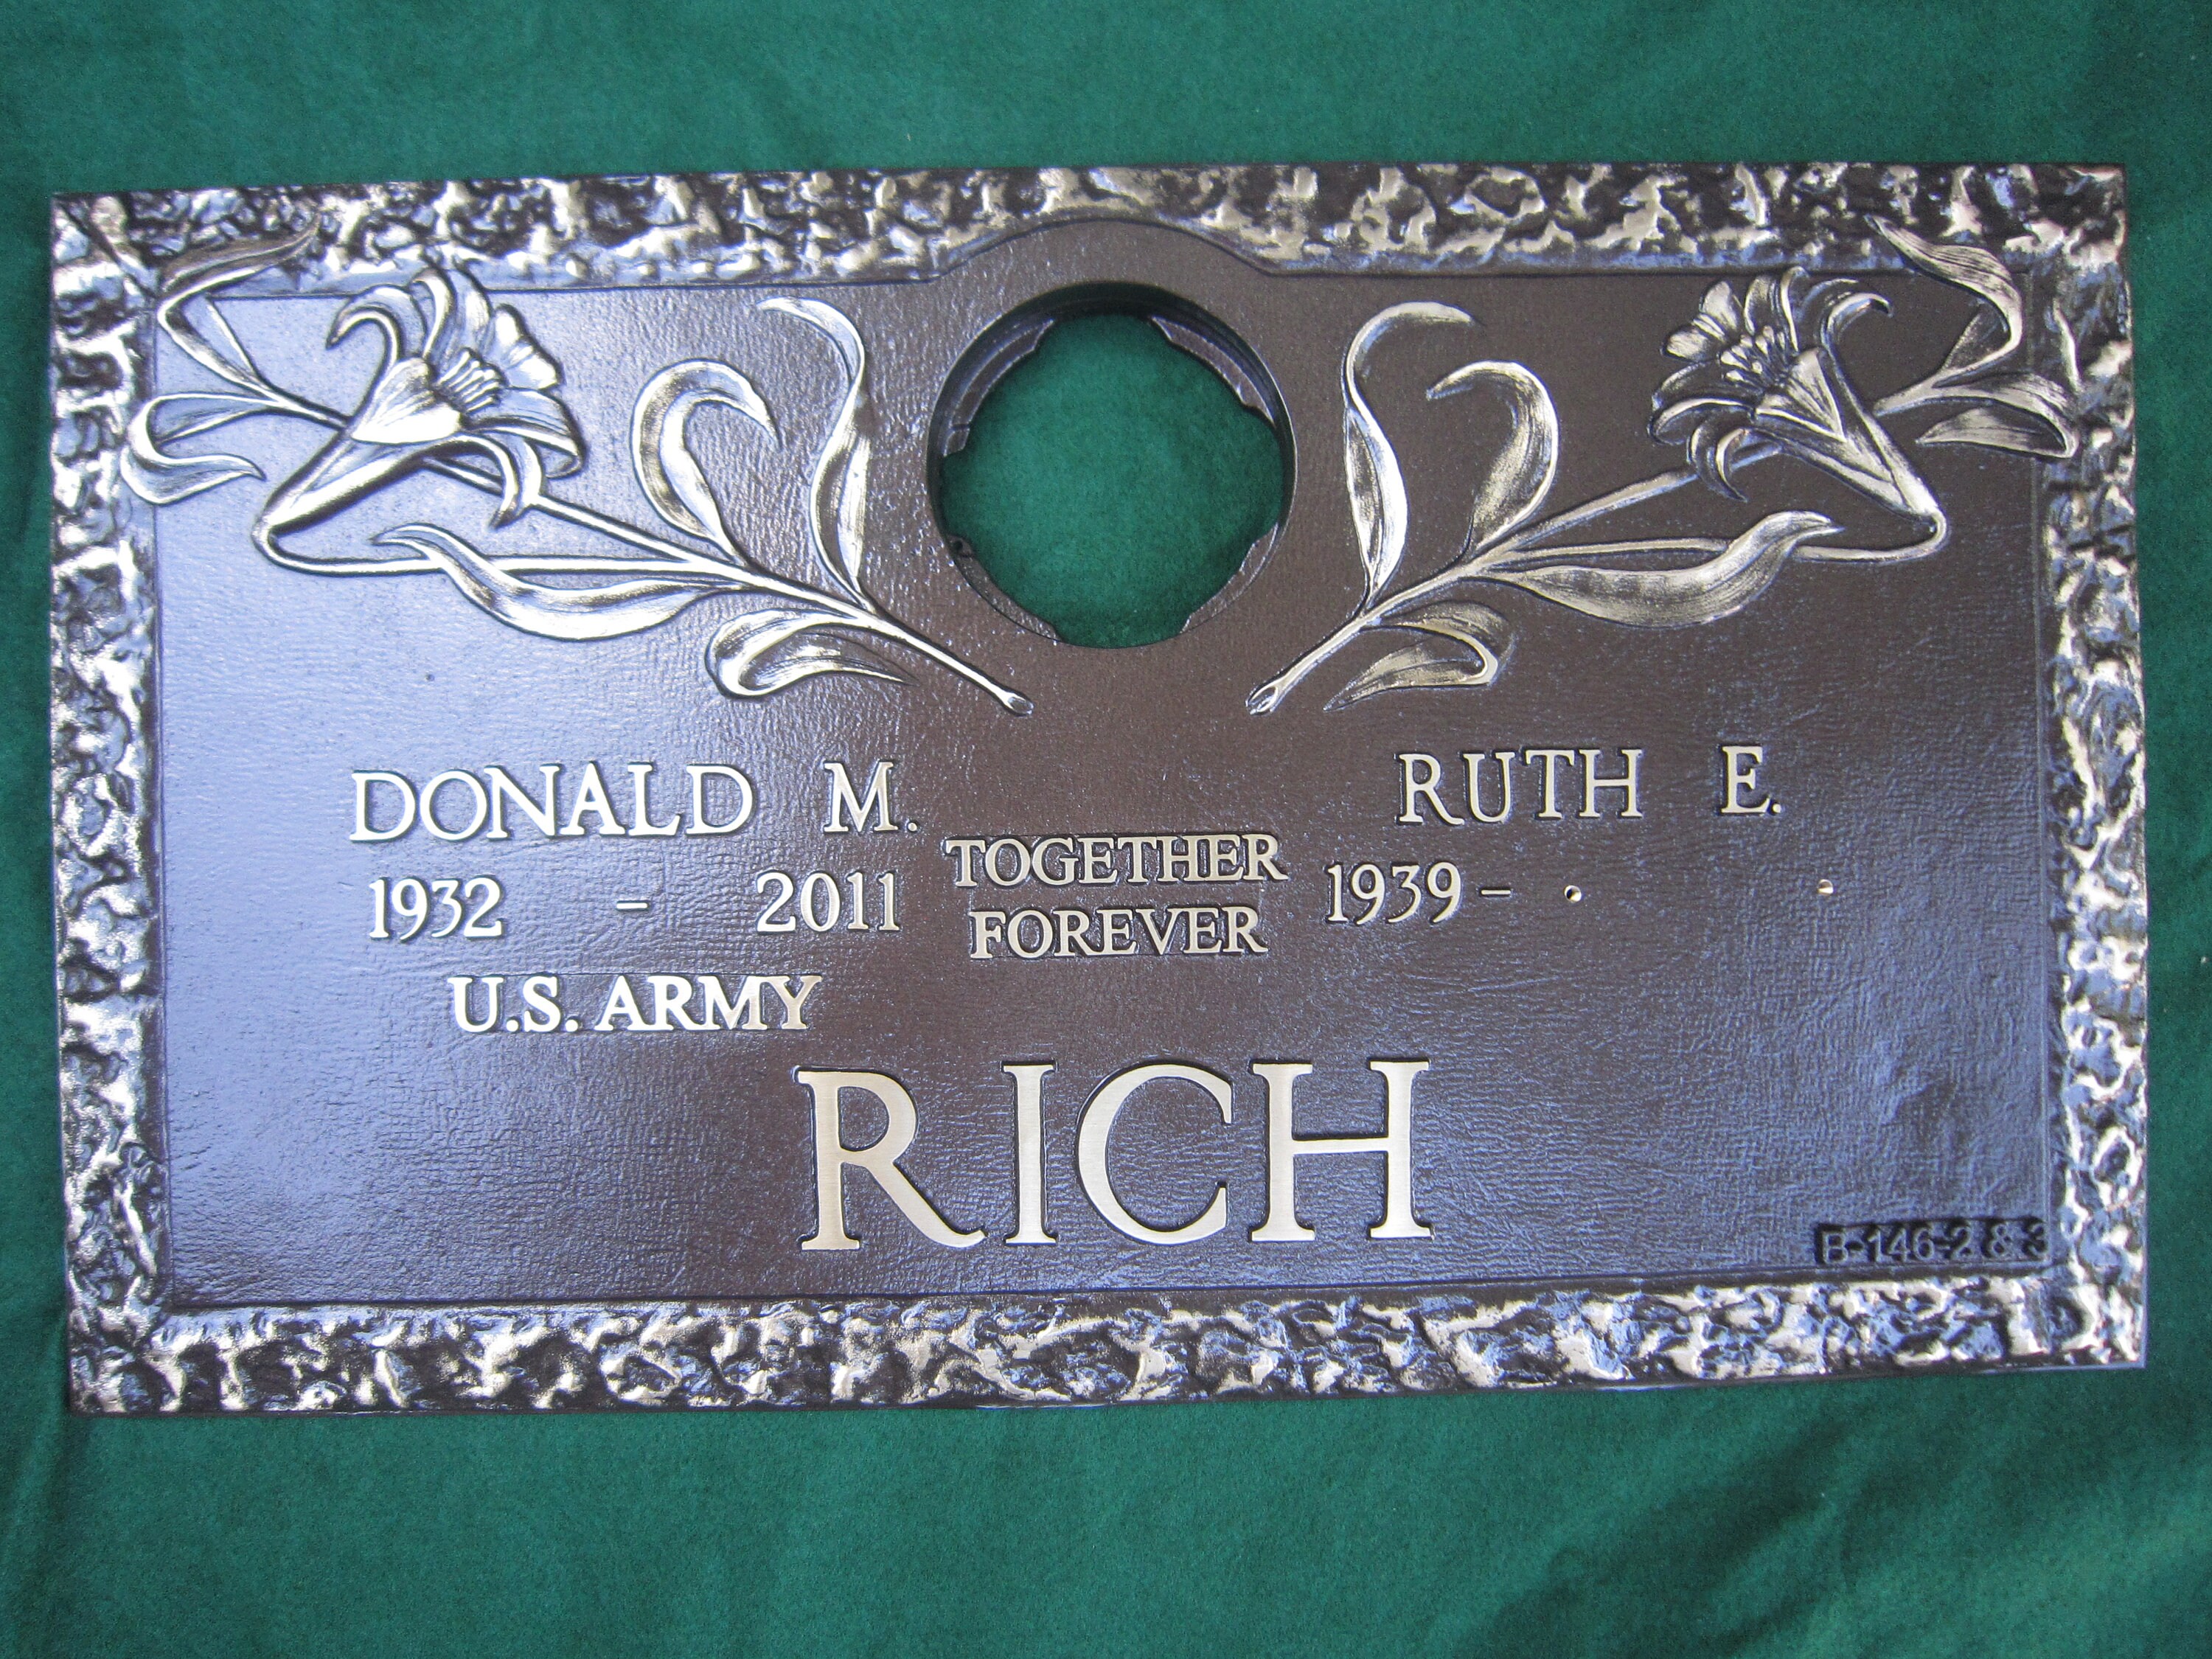 DONALD M.
1932 - 2011
U.S. ARMY
TOGETHER
FOREVER
RUTH E.
1939 -
RICH
B-146-2 & 3